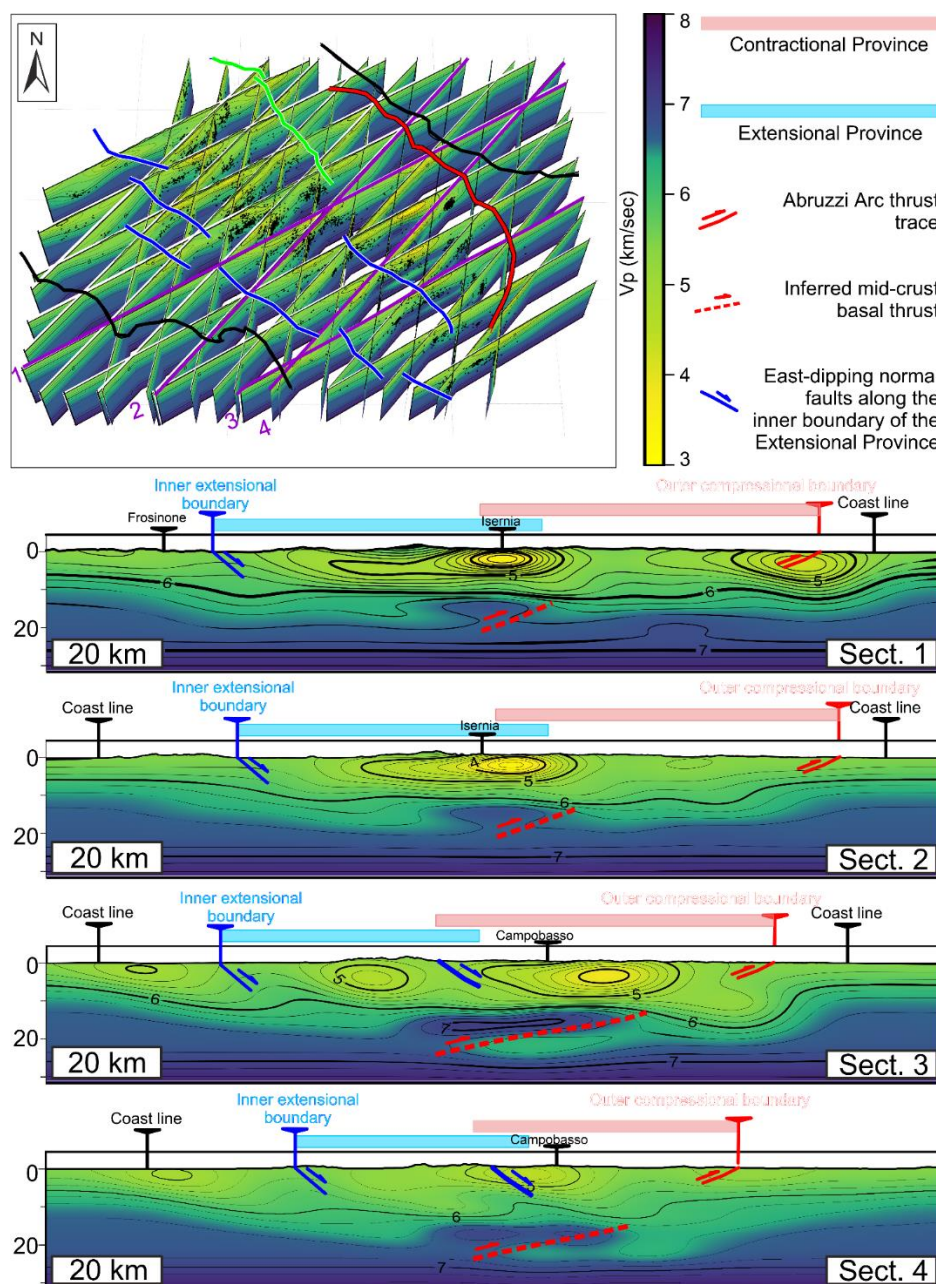 N
1
2
3
4
Vp (km/sec)
8
7
6
5
4
3
Contractional Province
Extensional Province
Abruzzi Arc thrust
trace
Inferred mid-crust
basal thrust
East-dipping norma
faults along the
inner boundary of the
Extensional Province
Inner extensional
boundary
Outor compressional boundary
Frosinone
Isernia
Coast line
0
20
5
5
6
6
7
20 km
Sect. 1
Inner extensional
boundary
Outer compressional boundary
Coast line
Isernia
Coast line
0
20
4
5
6
7
20 km
Sect. 2
Inner extensional
boundary
Outer compressional boundary
Coast line
Campobasso
Coast line
0
20
5
5
6
6
7
7
20 km
Sect. 3
Inner extensional
boundary
Outer compressional boundary
Coast line
Campobasso
0
20
5
6
7
20 km
Sect. 4